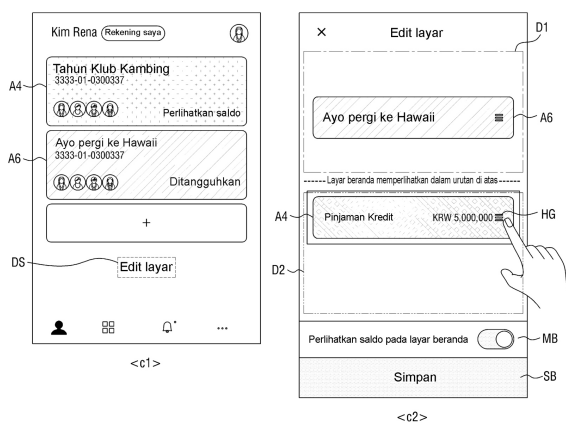 Kim Rena
Rekening saya
A4
Tahun Klub Kambing
3333-01-0300337
Perlihatkan saldo
A6
Ayo pergi ke Hawaii
3333-01-0300337
Ditangguhkan
+
DS
Edit layar
<c1>
× Edit layar
D1
Ayo pergi ke Hawaii
A6
Layar beranda memperlihatkan dalam urutan di atas
A4
Pinjaman Kredit KRW 5,000,000
HG
D2
Perlihatkan saldo pada layar beranda
MB
Simpan
SB
<c2>